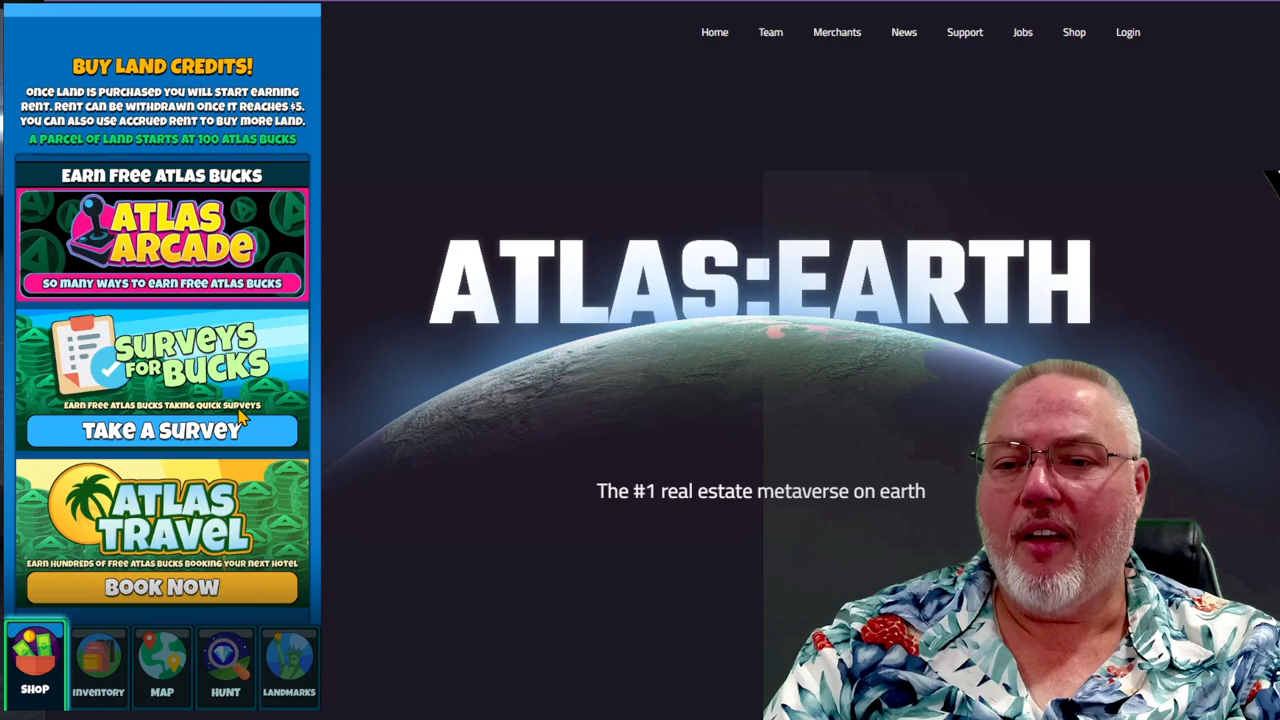 Home Team Merchants News Support Jobs Shop Login
BUY LAND CREDITS!
ONCE LAND IS PURCHASED YOU WILL START EARNING
RENT. RENT CAN BE WITHDRAWN ONCE IT REACHES $5.
YOU CAN ALSO USE ACCRUED RENT TO BUY MORE LAND.
A PARCEL OF LAND STARTS AT 100 ATLAS BUCKS
EARN FREE ATLAS BUCKS
ATLAS
ARCADE
SO MANY WAYS TO EARN FREE ATLAS BUCKS
SURVEYS
FOR BUCKS
EARN FREE ATLAS BUCKS TAKING QUICK SURVEYS
TAKE A SURVEY
ATLAS
TRAVEL
EARN HUNDREDS OF FREE ATLAS BUCKS BOOKING YOUR NEXT HOTEL
BOOK NOW
SHOP
INVENTORY
MAP
HUNT
LANDMARKS
ATLAS:EARTH
The #1 real estate metaverse on earth